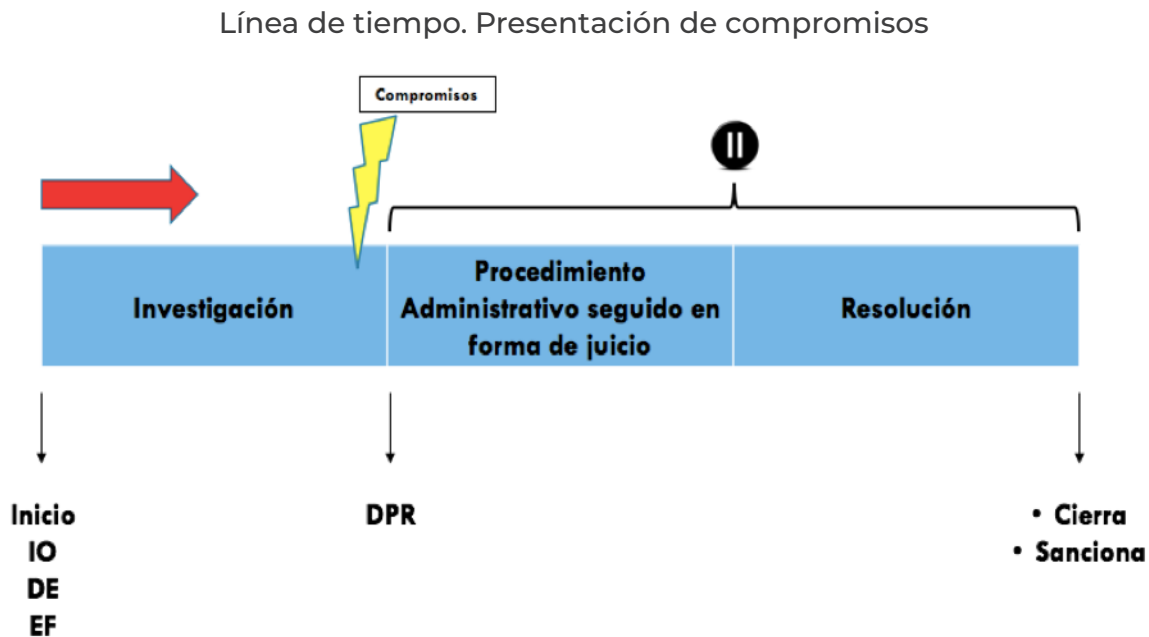 Línea de tiempo. Presentación de compromisos
Compromisos
Investigación
Procedimiento
Administrativo seguido en
forma de juicio
Resolución
Inicio
IO
DE
EF
DPR
• Cierra
• Sanciona